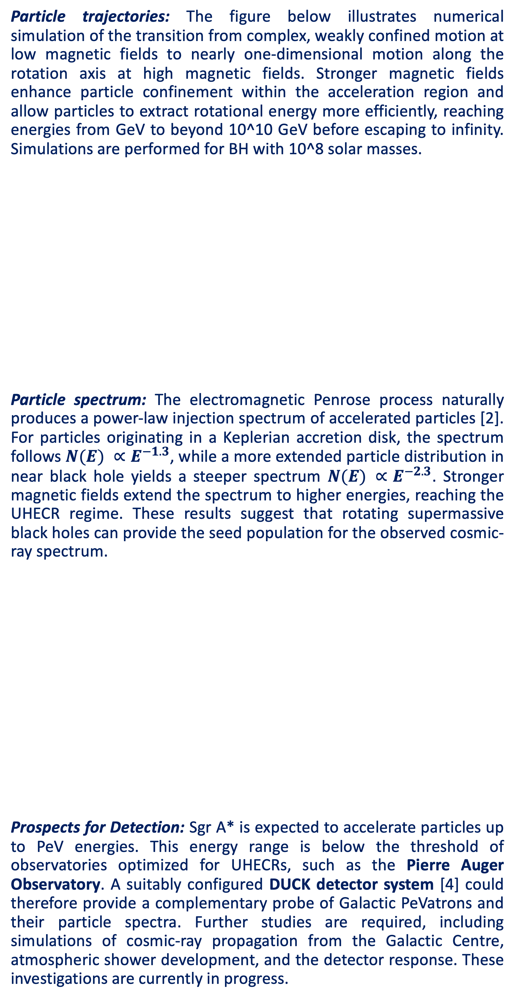 Particle trajectories: The figure below illustrates numerical
simulation of the transition from complex, weakly confined motion at
low magnetic fields to nearly one-dimensional motion along the
rotation axis at high magnetic fields. Stronger magnetic fields
enhance particle confinement within the acceleration region and
allow particles to extract rotational energy more efficiently, reaching
energies from GeV to beyond 10^10 GeV before escaping to infinity.
Simulations are performed for BH with 10^8 solar masses.
Particle spectrum: The electromagnetic Penrose process naturally
produces a power-law injection spectrum of accelerated particles [2].
For particles originating in a Keplerian accretion disk, the spectrum
follows N(E) ∝ E⁻¹·³, while a more extended particle distribution in
near black hole yields a steeper spectrum N(E) ∝ E⁻²·³. Stronger
magnetic fields extend the spectrum to higher energies, reaching the
UHECR regime. These results suggest that rotating supermassive
black holes can provide the seed population for the observed cosmic-
ray spectrum.
Prospects for Detection: Sgr A* is expected to accelerate particles up
to PeV energies. This energy range is below the threshold of
observatories optimized for UHECRs, such as the Pierre Auger
Observatory. A suitably configured DUCK detector system [4] could
therefore provide a complementary probe of Galactic PeVatrons and
their particle spectra. Further studies are required, including
simulations of cosmic-ray propagation from the Galactic Centre,
atmospheric shower development, and the detector response. These
investigations are currently in progress.